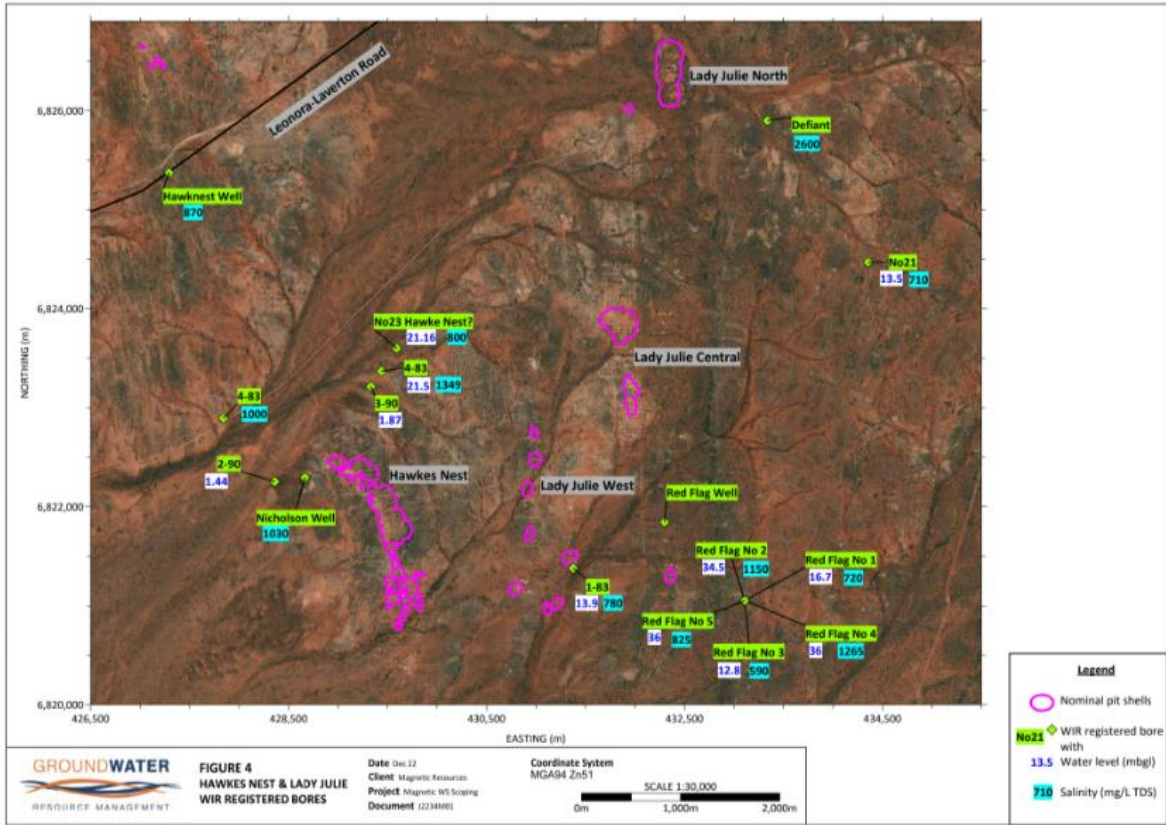 Lady Julie North
Leonora-Laverton Road
6,826,000
Defiant
2600
Hawknest Well
870
No21
13.5 710
6,824,000
No23 Hawke Nest?
21.16 800
Lady Julie Central
4-83
21.5 1349
3-90
1.87
4-83
1000
2-90
1.44
Hawkes Nest
Lady Julie West
Red Flag Well
6,822,000
Nicholson Well
1030
Red Flag No 2
34.5 1150
Red Flag No 1
16.7 720
1-83
13.9 780
Red Flag No 5
36 825
Red Flag No 4
36 1265
Red Flag No 3
12.8 590
6,820,000
NORTHING (m)
426,500 428,500 430,500 432,500 434,500
EASTING (m)
Legend
Nominal pit shells
No21 WIR registered bore
with
13.5 Water level (mbgl)
710 Salinity (mg/L TDS)
GROUNDWATER
RESOURCE MANAGEMENT
FIGURE 4
HAWKES NEST & LADY JULIE
WIR REGISTERED BORES
Date Dec 22
Client Magnetic Resources
Project Magnetic WS Scoping
Document J2234M01
Coordinate System
MGA94 Zn51
SCALE 1:30,000
0m 1,000m 2,000m